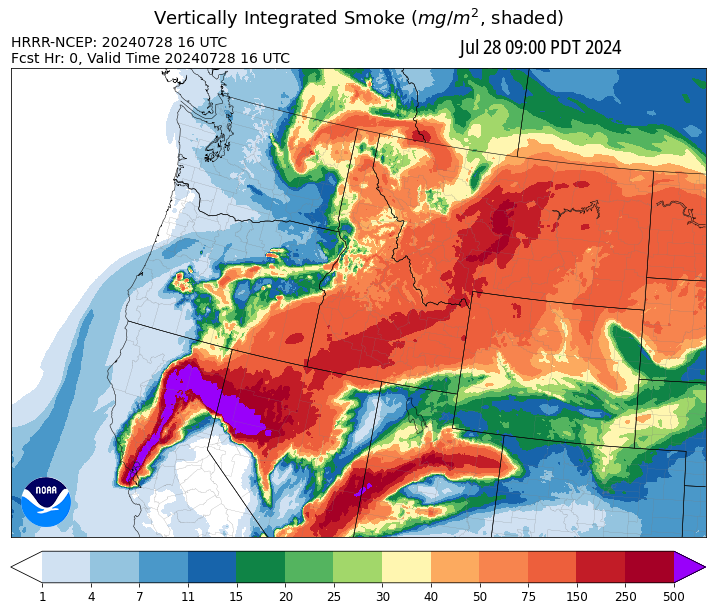 Vertically Integrated Smoke (mg/m², shaded)
HRRR-NCEP: 20240728 16 UTC
Jul 28 09:00 PDT 2024
Fcst Hr: 0, Valid Time 20240728 16 UTC
NOAA
1 4 7 11 15 20 25 30 40 50 75 150 250 500